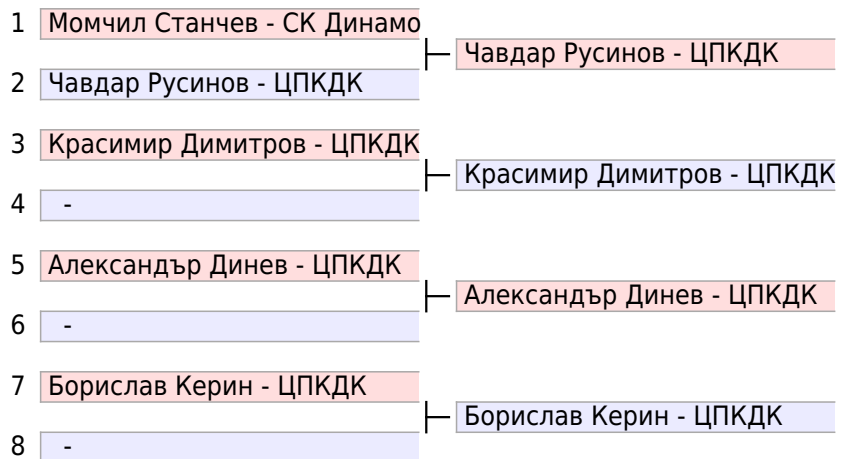 1 Момчил Станчев - СК Динамо
Чавдар Русинов - ЦПКДК
2 Чавдар Русинов - ЦПКДК
3 Красимир Димитров - ЦПКДК
Красимир Димитров - ЦПКДК
4 -
5 Александър Динев - ЦПКДК
Александър Динев - ЦПКДК
6 -
7 Борислав Керин - ЦПКДК
Борислав Керин - ЦПКДК
8 -